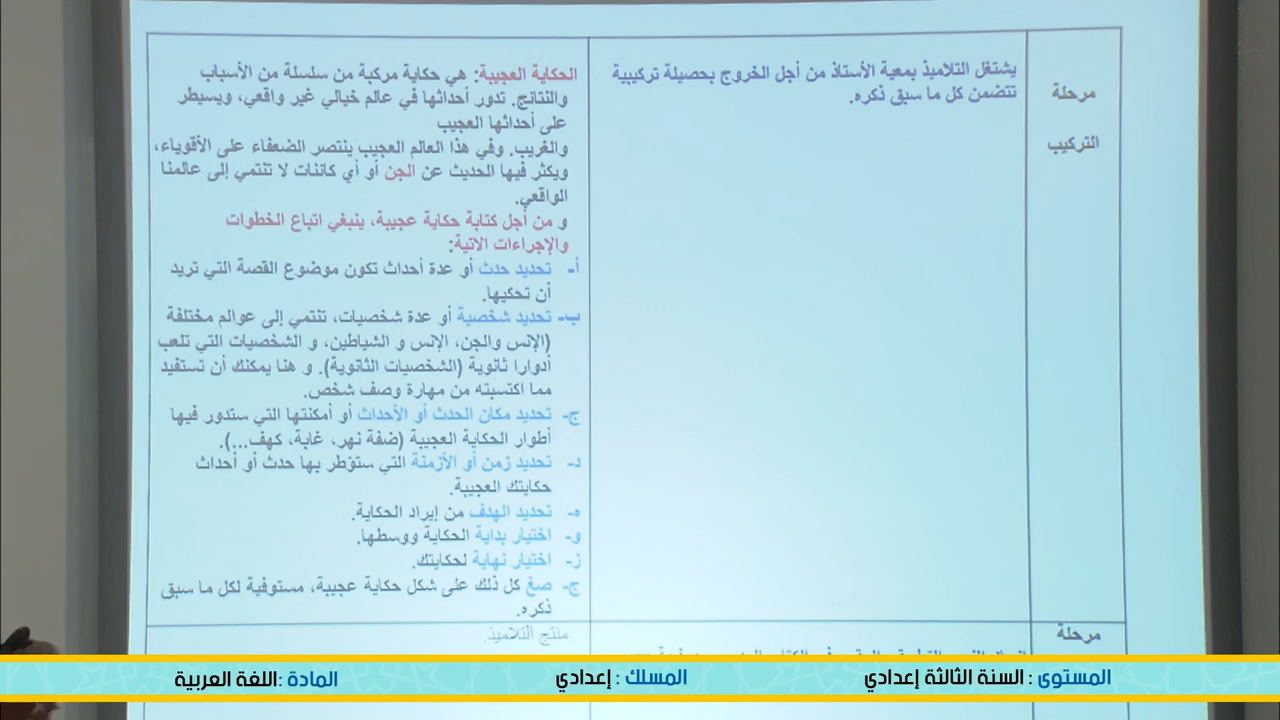 مرحلة
التركيب
يشتغل التلاميذ بمعية الأستاذ من أجل الخروج بحصيلة تركيبية
تتضمن كل ما سبق ذكره.
الحكاية العجيبة: هي حكاية مركبة من سلسلة من الأسباب
والنتائج. تدور أحداثها في عالم خيالي غير واقعي، ويسيطر
على أحداثها العجيب
والغريب. وفي هذا العالم العجيب ينتصر الضعفاء على الأقوياء،
ويكثر فيها الحديث عن الجن أو أي كائنات لا تنتمي إلى عالمنا
الواقعي.
و من أجل كتابة حكاية عجيبة، ينبغي اتباع الخطوات
والإجراءات الاتية:
أ- تحديد حدث أو عدة أحداث تكون موضوع القصة التي تريد
أن تحكيها.
ب- تحديد شخصية أو عدة شخصيات، تنتمي إلى عوالم مختلفة
(الإنس والجن، الإنس و الشياطين، و الشخصيات التي تلعب
أدوارا ثانوية (الشخصيات الثانوية). و هنا يمكنك أن تستفيد
مما اكتسبته من مهارة وصف شخص.
ج- تحديد مكان الحدث أو الأحداث أو أمكنتها التي ستدور فيها
أطوار الحكاية العجيبة (ضفة نهر، غابة، كهف...).
د- تحديد زمن أو الأزمنة التي ستؤطر بها حدث أو أحداث
حكايتك العجيبة.
ه- تحديد الهدف من إيراد الحكاية.
و- اختيار بداية الحكاية ووسطها.
ز- اختيار نهاية لحكايتك.
ح- صغ كل ذلك على شكل حكاية عجيبة، مستوفية لكل ما سبق
ذكره.
مرحلة
منتج التلاميذ.
المستوى : السنة الثالثة إعدادي
المسلك : إعدادي
المادة :اللغة العربية